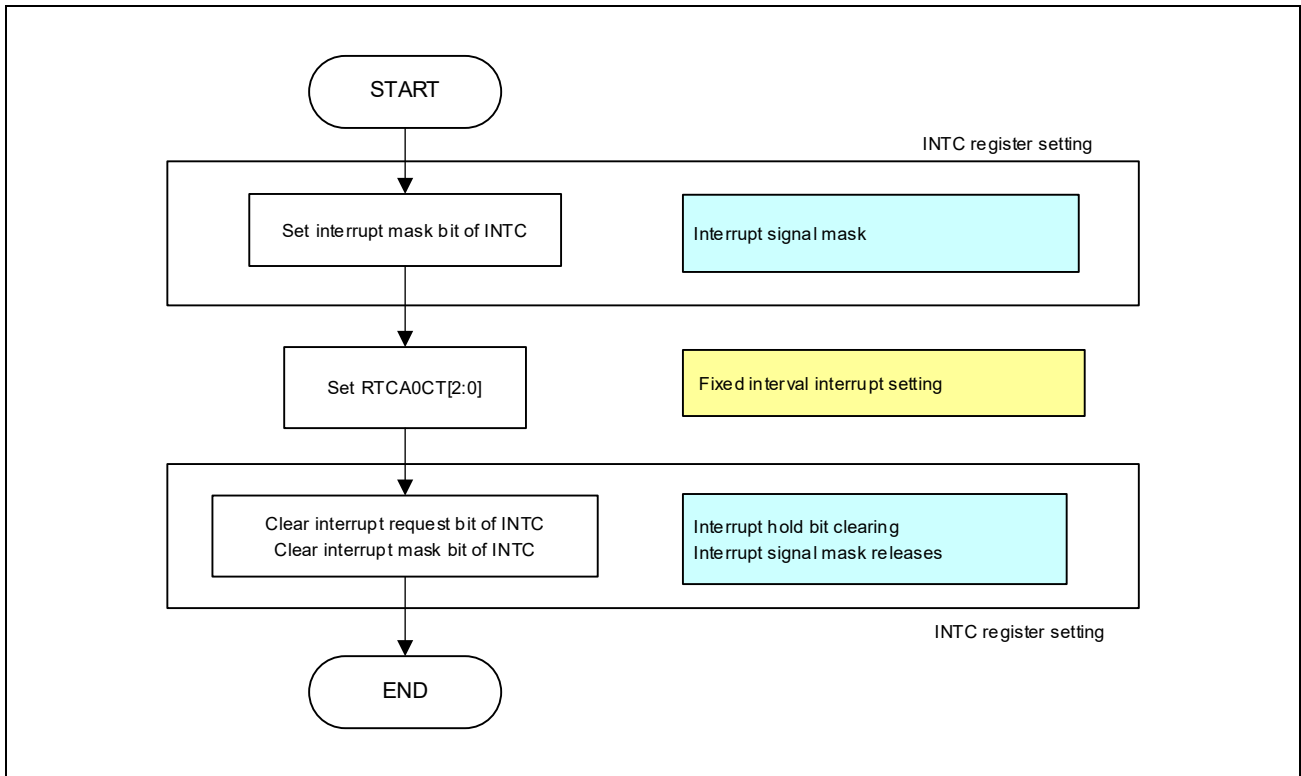 START
INTC register setting
Set interrupt mask bit of INTC
Interrupt signal mask
Set RTCA0CT[2:0]
Fixed interval interrupt setting
Clear interrupt request bit of INTC
Clear interrupt mask bit of INTC
Interrupt hold bit clearing
Interrupt signal mask releases
INTC register setting
END